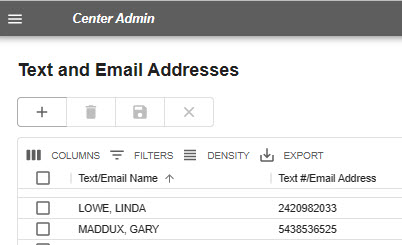 Center Admin
Text and Email Addresses
COLUMNS FILTERS DENSITY EXPORT
Text/Email Name Text #/Email Address
LOWE, LINDA 2420982033
MADDUX, GARY 5438536525